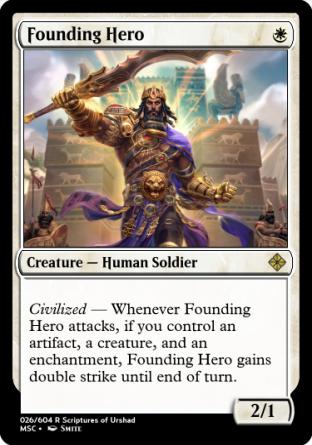 Founding Hero
Creature — Human Soldier
Civilized — Whenever Founding
Hero attacks, if you control an
artifact, a creature, and an
enchantment, Founding Hero gains
double strike until end of turn.
2/1
026/604 R Scriptures of Urshad
MSC • Smite